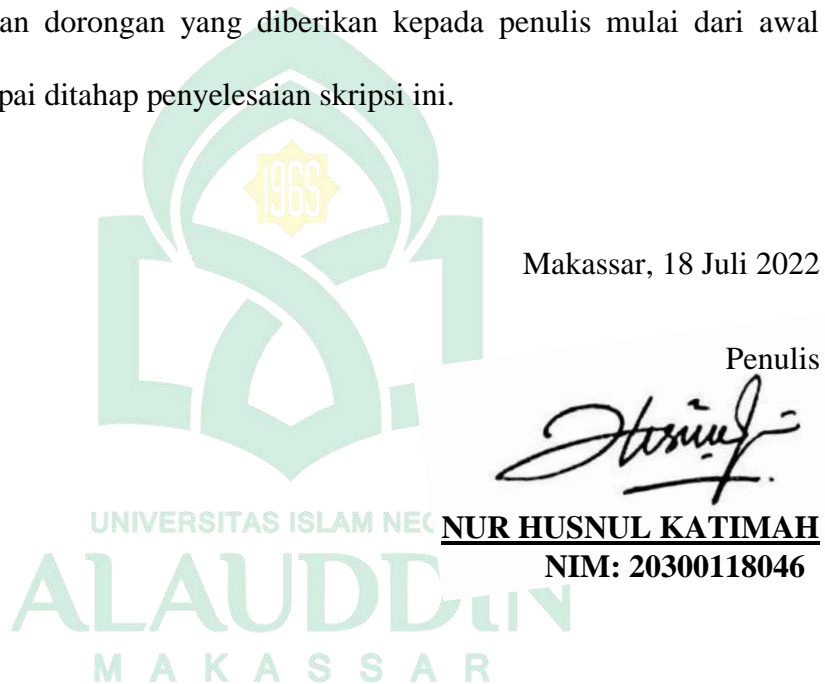 an dorongan yang diberikan kepada penulis mulai dari awal
pai ditahap penyelesaian skripsi ini.
1965
Makassar, 18 Juli 2022
Penulis
UNIVERSITAS ISLAM NEG
NUR HUSNUL KATIMAH
NIM: 20300118046
ALAUDDIN
MAKASSAR